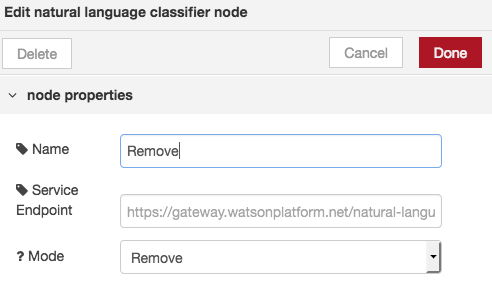 Edit natural language classifier node
Delete Cancel Done
node properties
Name Remove
Service Endpoint https://gateway.watsonplatform.net/natural-langu
? Mode Remove